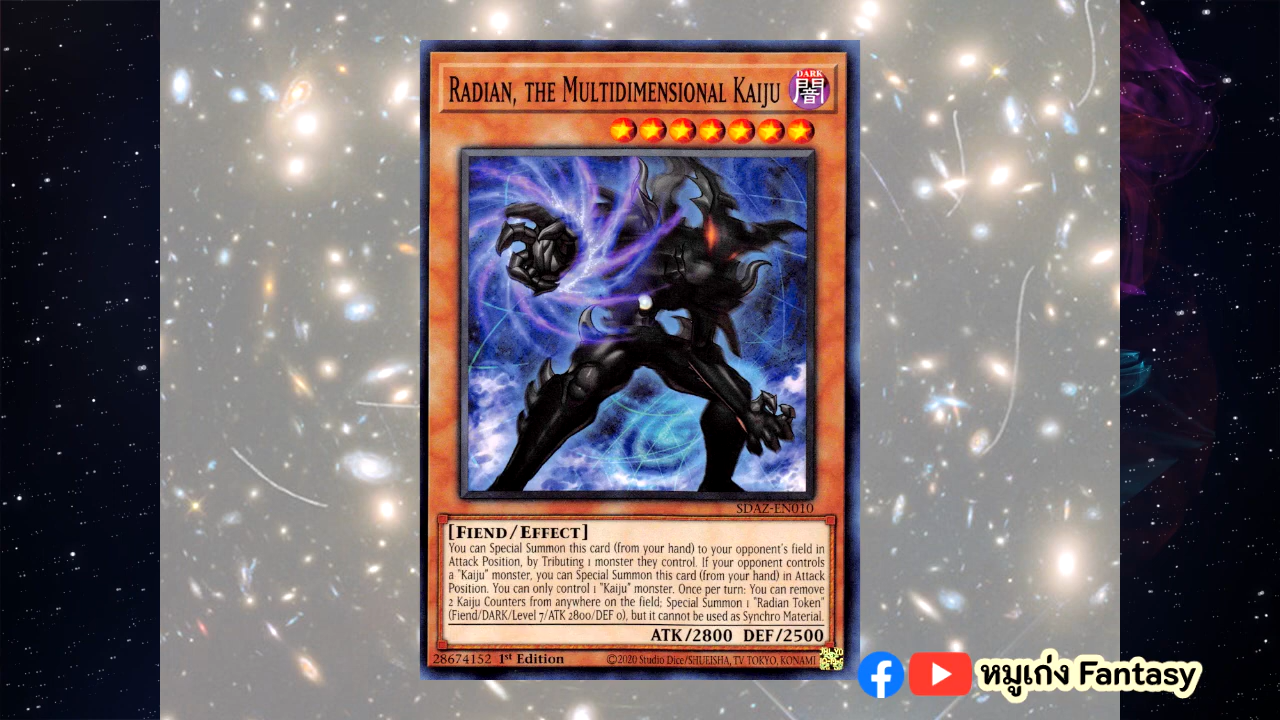 RADIAN, THE MULTIDIMENSIONAL KAIJU
DARK
闇
SDAZ-EN010
[FIEND/EFFECT]
You can Special Summon this card (from your hand) to your opponent's field in
Attack Position, by Tributing 1 monster they control. If your opponent controls
a "Kaiju" monster, you can Special Summon this card (from your hand) in Attack
Position. You can only control 1 "Kaiju" monster. Once per turn: You can remove
2 Kaiju Counters from anywhere on the field; Special Summon 1 "Radian Token"
(Fiend/DARK/Level 7/ATK 2800/DEF 0), but it cannot be used as Synchro Material.
ATK/2800 DEF/2500
28674152 1st Edition ©2020 Studio Dice/SHUEISHA, TV TOKYO, KONAMI
หมูเก่ง Fantasy